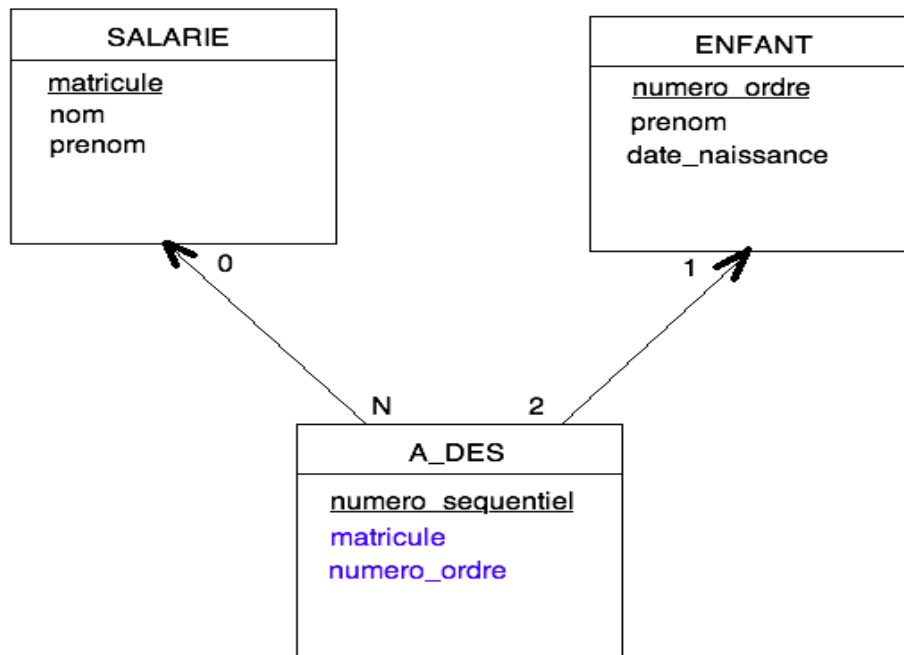 SALARIE
matricule
nom
prenom
ENFANT
numero_ordre
prenom
date_naissance
0
1
N
2
A_DES
numero_sequentiel
matricule
numero_ordre